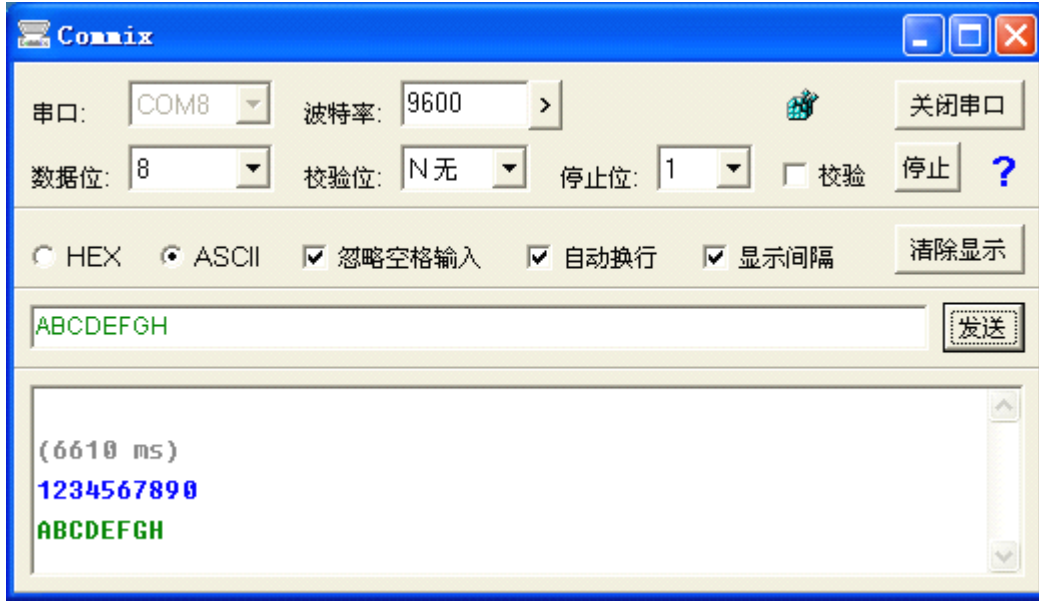 Commix
串口: COM8 波特率: 9600 > 关闭串口
数据位: 8 校验位: N 无 停止位: 1 校验 停止 ?
HEX ASCII 忽略空格输入 自动换行 显示间隔 清除显示
ABCDEFGH 发送
(6610 ms)
1234567890
ABCDEFGH